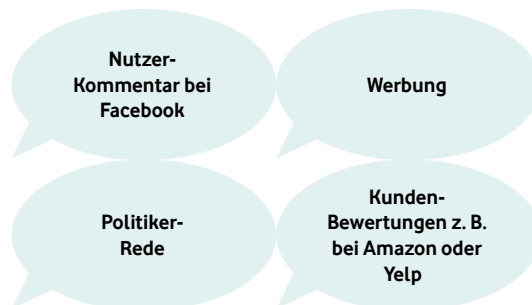 Nutzer-
Kommentar bei
Facebook
Werbung
Politiker-
Rede
Kunden-
Bewertungen z. B.
bei Amazon oder
Yelp